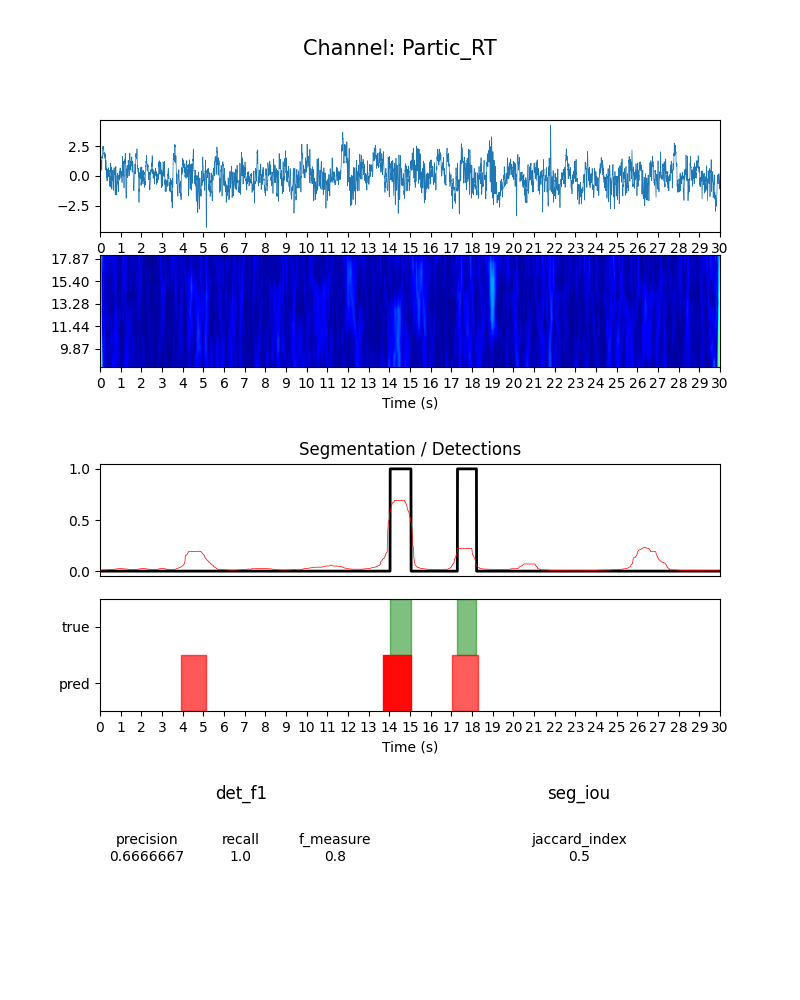 Channel: Partic_RT
2.5
0.0
−2.5
0 1 2 3 4 5 6 7 8 9 10 11 12 13 14 15 16 17 18 19 20 21 22 23 24 25 26 27 28 29 30
17.87
15.40
13.28
11.44
9.87
0 1 2 3 4 5 6 7 8 9 10 11 12 13 14 15 16 17 18 19 20 21 22 23 24 25 26 27 28 29 30
Time (s)
Segmentation / Detections
1.0
0.5
0.0
true
pred
0 1 2 3 4 5 6 7 8 9 10 11 12 13 14 15 16 17 18 19 20 21 22 23 24 25 26 27 28 29 30
Time (s)
det_f1 seg_iou
precision recall f_measure jaccard_index
0.6666667 1.0 0.8 0.5